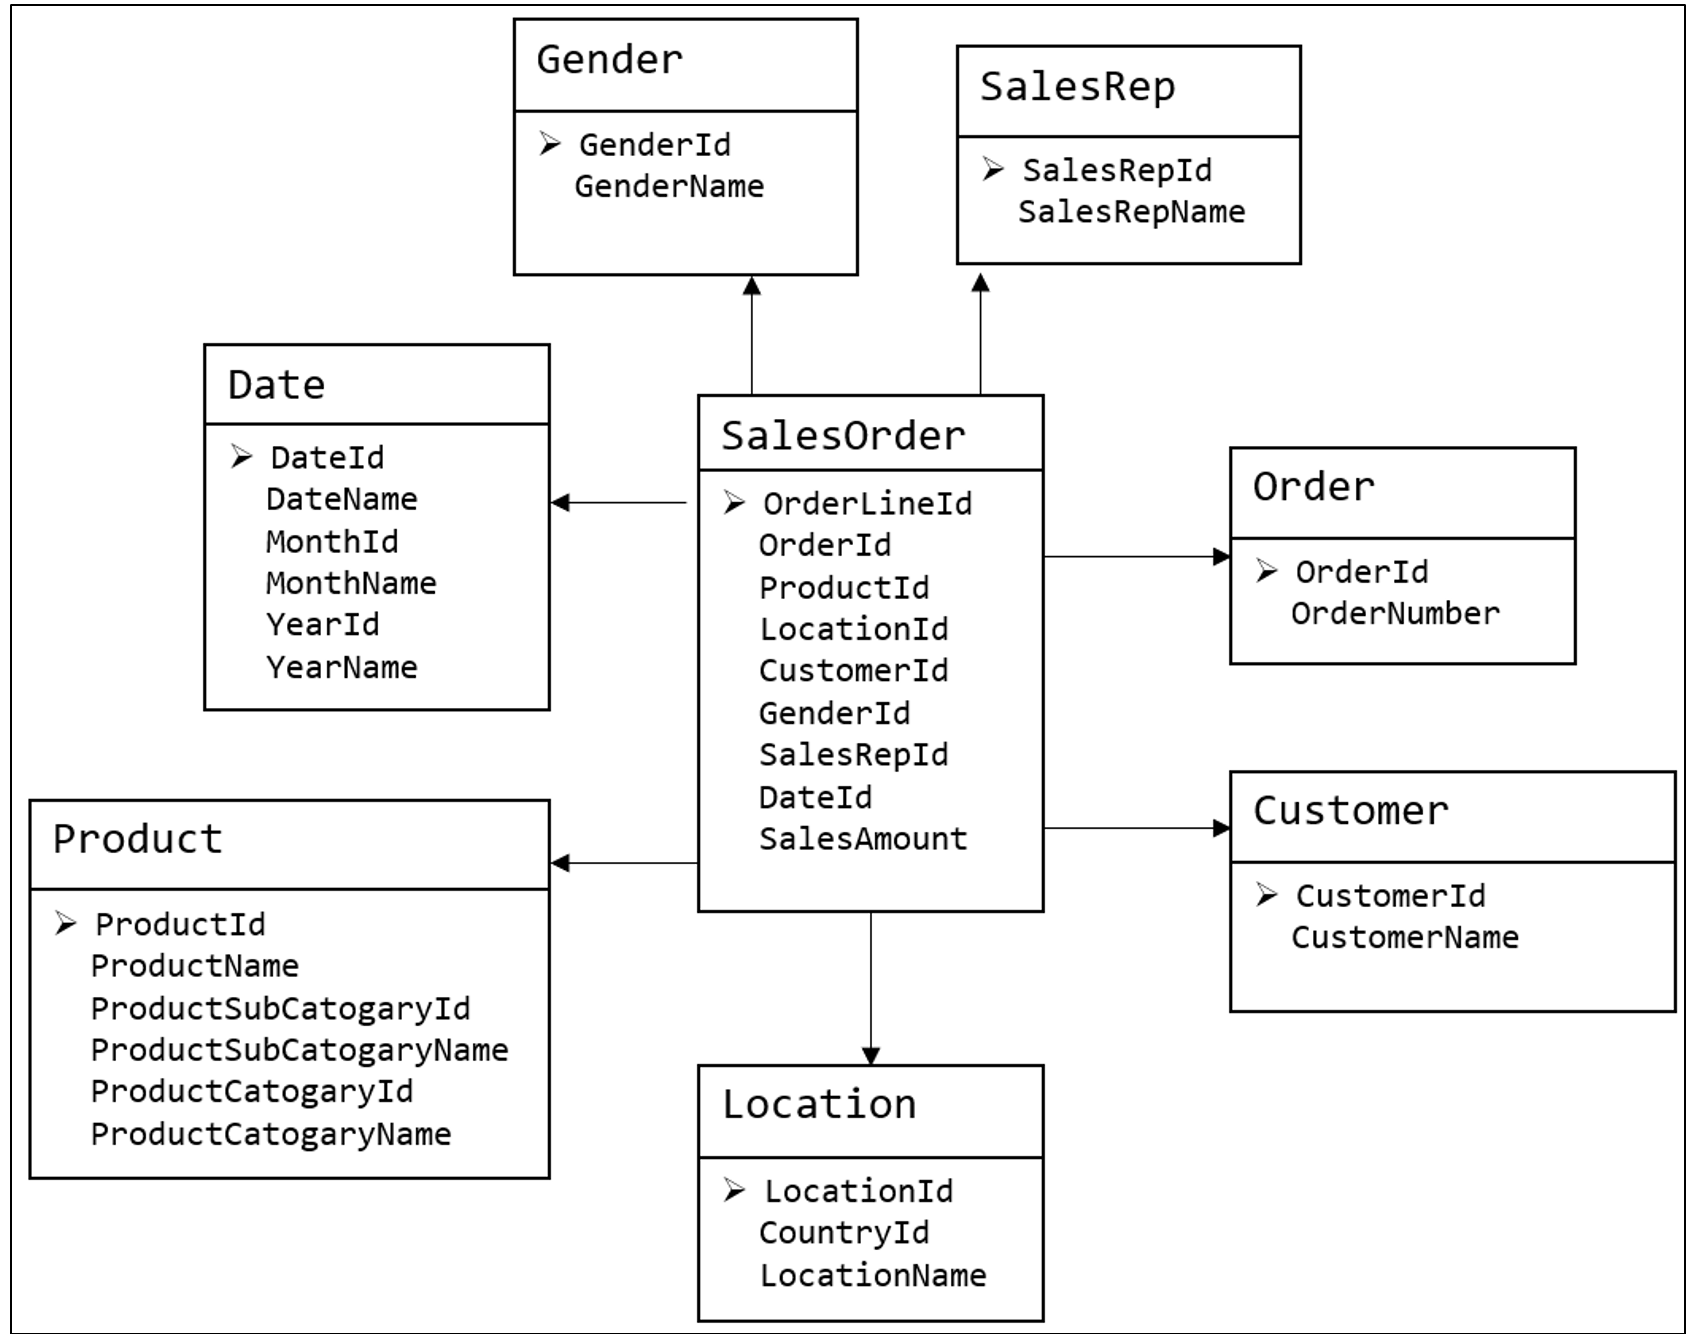 Gender
GenderId
GenderName
SalesRep
SalesRepId
SalesRepName
Date
DateId
DateName
MonthId
MonthName
YearId
YearName
SalesOrder
OrderLineId
OrderId
ProductId
LocationId
CustomerId
GenderId
SalesRepId
DateId
SalesAmount
Order
OrderId
OrderNumber
Product
ProductId
ProductName
ProductSubCatogaryId
ProductSubCatogaryName
ProductCatogaryId
ProductCatogaryName
Customer
CustomerId
CustomerName
Location
LocationId
CountryId
LocationName